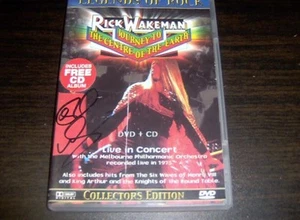 LEGENDS OF ROCK
RICK WAKEMAN
JOURNEY TO
THE CENTRE OF THE EARTH
INCLUDES
FREE CD
ALBUM!
DVD + CD
Live in Concert
With the Melbourne Philharmonic Orchestra
recorded live in 1975
Also includes hits from The Six Wives of Henry VIII
and King Arthur and the Knights of the Round Table.
Collectors Edition
DVD